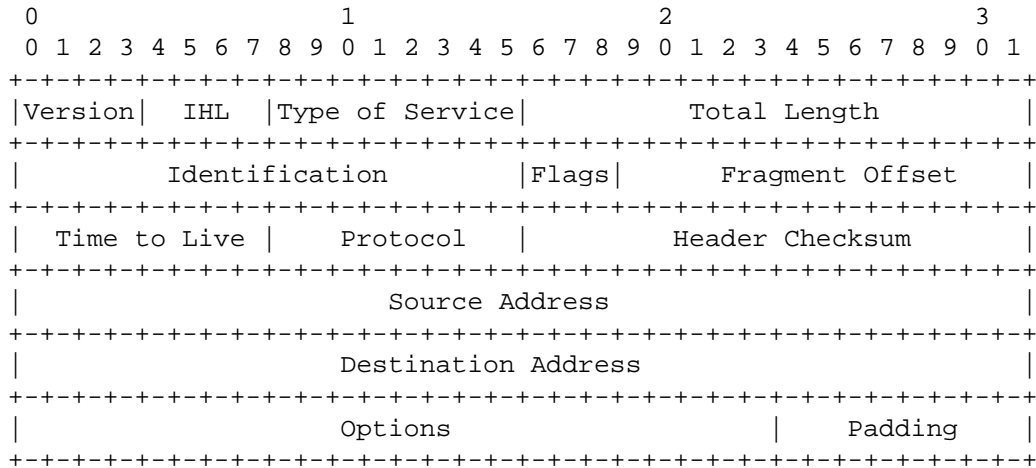 0                   1                   2                   3
 0 1 2 3 4 5 6 7 8 9 0 1 2 3 4 5 6 7 8 9 0 1 2 3 4 5 6 7 8 9 0 1
+-+-+-+-+-+-+-+-+-+-+-+-+-+-+-+-+-+-+-+-+-+-+-+-+-+-+-+-+-+-+-+-+
|Version|  IHL  |Type of Service|          Total Length         |
+-+-+-+-+-+-+-+-+-+-+-+-+-+-+-+-+-+-+-+-+-+-+-+-+-+-+-+-+-+-+-+-+
|         Identification        |Flags|      Fragment Offset    |
+-+-+-+-+-+-+-+-+-+-+-+-+-+-+-+-+-+-+-+-+-+-+-+-+-+-+-+-+-+-+-+-+
|  Time to Live |    Protocol   |         Header Checksum       |
+-+-+-+-+-+-+-+-+-+-+-+-+-+-+-+-+-+-+-+-+-+-+-+-+-+-+-+-+-+-+-+-+
|                       Source Address                          |
+-+-+-+-+-+-+-+-+-+-+-+-+-+-+-+-+-+-+-+-+-+-+-+-+-+-+-+-+-+-+-+-+
|                    Destination Address                        |
+-+-+-+-+-+-+-+-+-+-+-+-+-+-+-+-+-+-+-+-+-+-+-+-+-+-+-+-+-+-+-+-+
|                    Options                    |    Padding    |
+-+-+-+-+-+-+-+-+-+-+-+-+-+-+-+-+-+-+-+-+-+-+-+-+-+-+-+-+-+-+-+-+